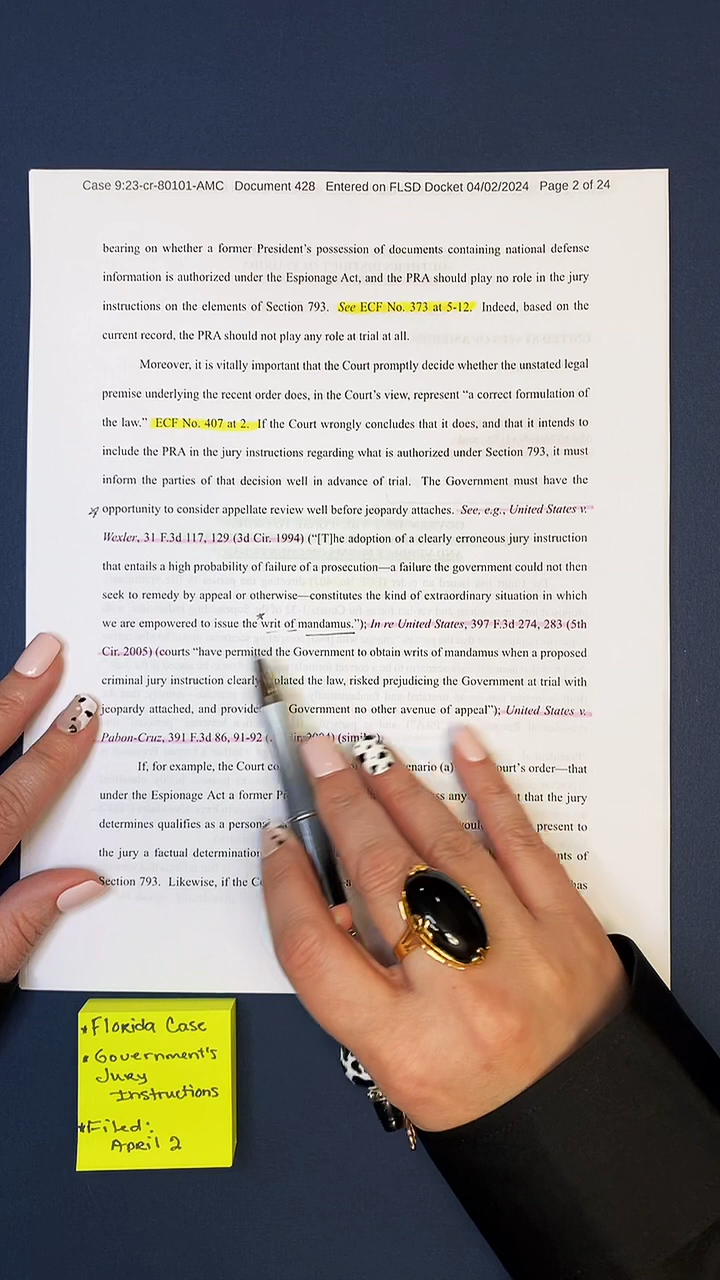 Case 9:23-cr-80101-AMC Document 428 Entered on FLSD Docket 04/02/2024 Page 2 of 24
bearing on whether a former President's possession of documents containing national defense
information is authorized under the Espionage Act, and the PRA should play no role in the jury
instructions on the elements of Section 793. See ECF No. 373 at 5-12. Indeed, based on the
current record, the PRA should not play any role at trial at all.
Moreover, it is vitally important that the Court promptly decide whether the unstated legal
premise underlying the recent order does, in the Court's view, represent “a correct formulation of
the law.” ECF No. 407 at 2. If the Court wrongly concludes that it does, and that it intends to
include the PRA in the jury instructions regarding what is authorized under Section 793, it must
inform the parties of that decision well in advance of trial. The Government must have the
opportunity to consider appellate review well before jeopardy attaches. See, e.g., United States v.
Wexler, 31 F.3d 117, 129 (3d Cir. 1994) (“[T]he adoption of a clearly erroneous jury instruction
that entails a high probability of failure of a prosecution—a failure the government could not then
seek to remedy by appeal or otherwise—constitutes the kind of extraordinary situation in which
we are empowered to issue the writ of mandamus.”); In re United States, 397 F.3d 274, 283 (5th
Cir. 2005) (courts “have permitted the Government to obtain writs of mandamus when a proposed
criminal jury instruction clearly olated the law, risked prejudicing the Government at trial with
jeopardy attached, and provide Government no other avenue of appeal”); United States v.
Pabon-Cruz, 391 F.3d 86, 91-92 (
If, for example, the Court (a) ourt's order—that
under the Espionage Act a former any that the jury
determines qualifies as a person present to
the jury a factual determination of
Section 793. Likewise, if the has
*Florida Case
*Government's
Jury
Instructions
*Filed:
April 2